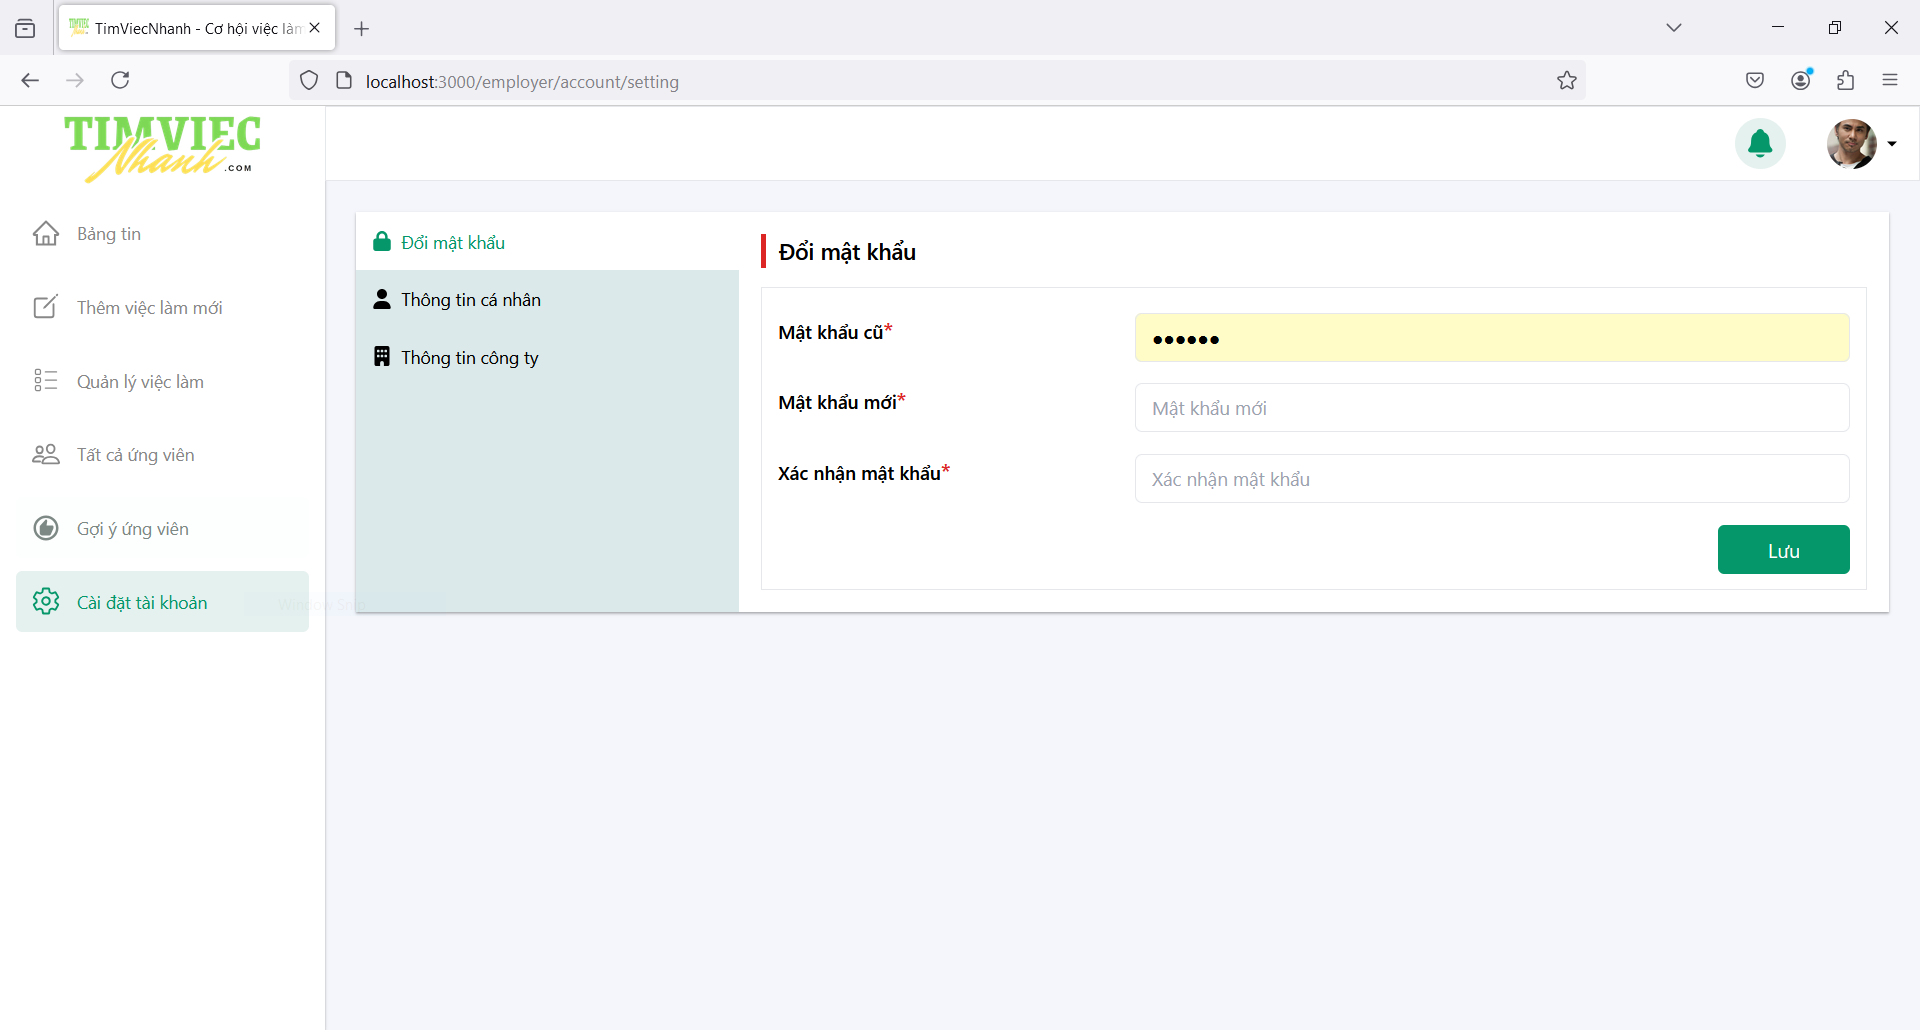 TimViecNhanh - Cơ hội việc làm
localhost:3000/employer/account/setting
TIMVIEC
Nhanh
.COM
Bảng tin
Thêm việc làm mới
Quản lý việc làm
Tất cả ứng viên
Gợi ý ứng viên
Cài đặt tài khoản
Window Snip
Đổi mật khẩu
Thông tin cá nhân
Thông tin công ty
Đổi mật khẩu
Mật khẩu cũ*
••••••
Mật khẩu mới*
Mật khẩu mới
Xác nhận mật khẩu*
Xác nhận mật khẩu
Lưu